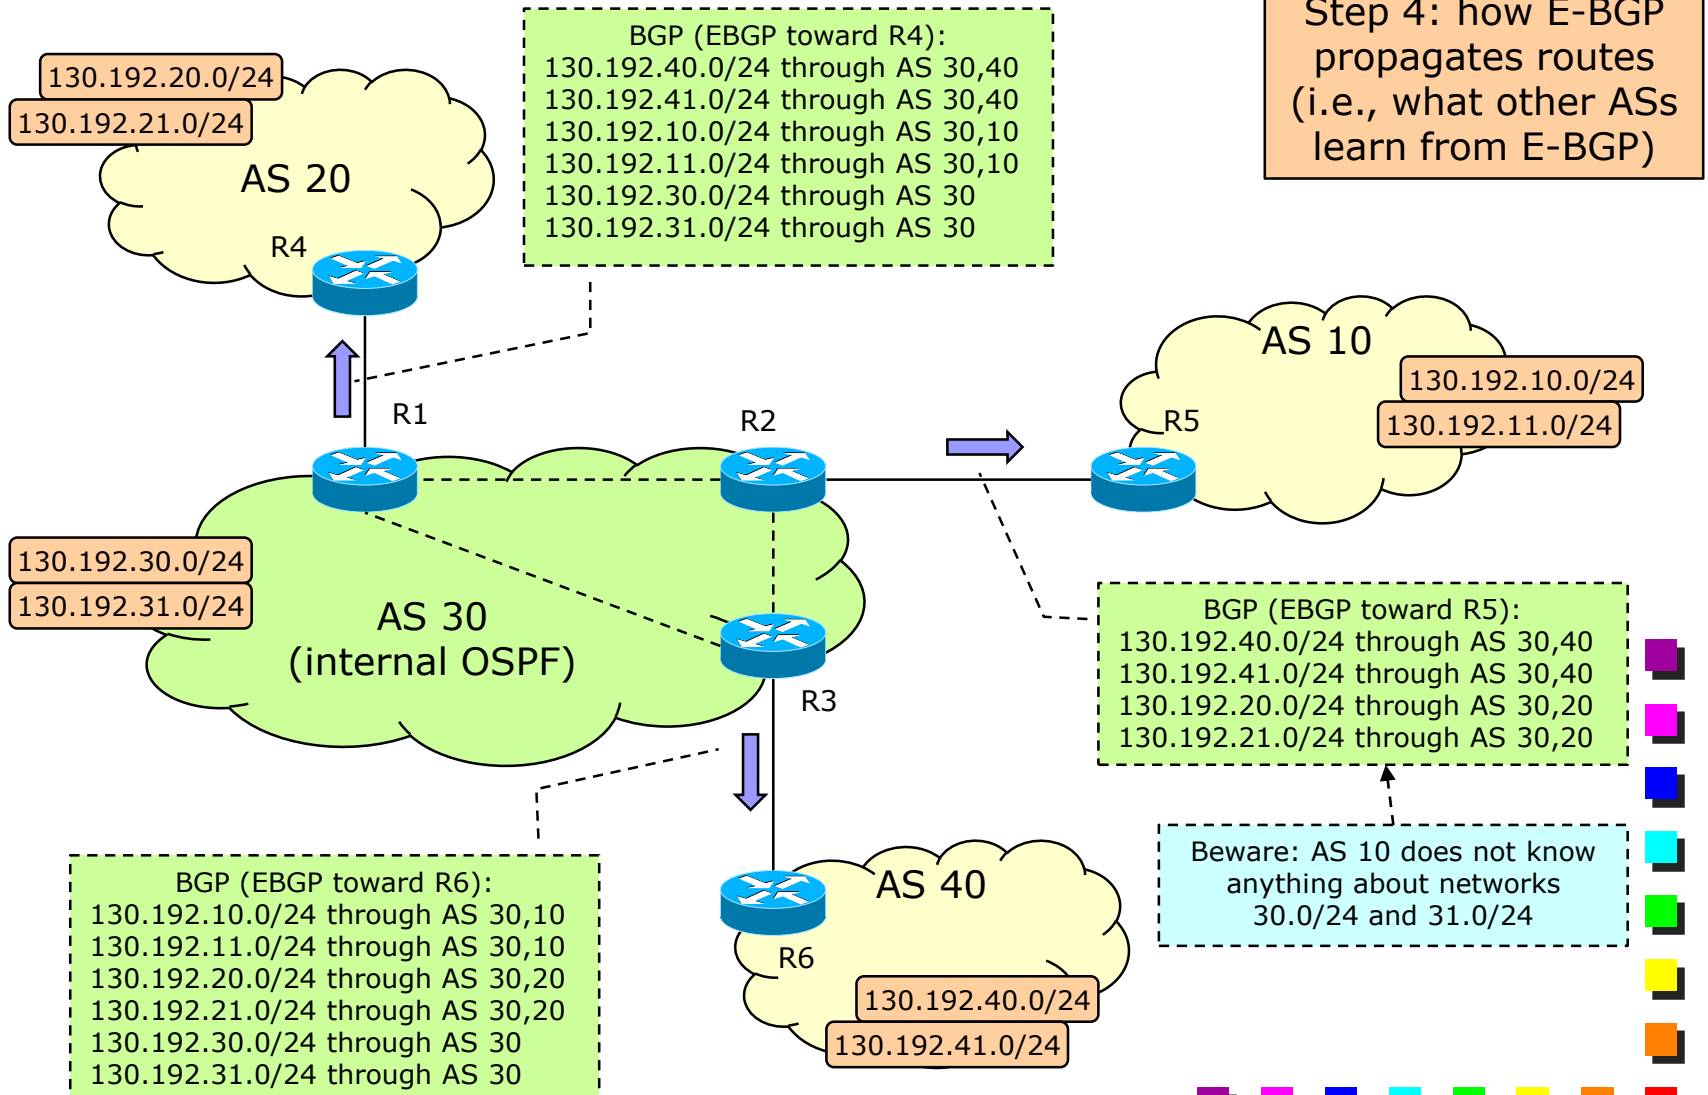 Step 4: how E-BGP
propagates routes
(i.e., what other ASs
learn from E-BGP)
BGP (EBGP toward R4):
130.192.40.0/24 through AS 30,40
130.192.41.0/24 through AS 30,40
130.192.10.0/24 through AS 30,10
130.192.11.0/24 through AS 30,10
130.192.30.0/24 through AS 30
130.192.31.0/24 through AS 30
130.192.20.0/24
130.192.21.0/24
AS 20
R4
AS 10
130.192.10.0/24
130.192.11.0/24
R5
R1
R2
130.192.30.0/24
130.192.31.0/24
AS 30
(internal OSPF)
R3
BGP (EBGP toward R5):
130.192.40.0/24 through AS 30,40
130.192.41.0/24 through AS 30,40
130.192.20.0/24 through AS 30,20
130.192.21.0/24 through AS 30,20
Beware: AS 10 does not know
anything about networks
30.0/24 and 31.0/24
BGP (EBGP toward R6):
130.192.10.0/24 through AS 30,10
130.192.11.0/24 through AS 30,10
130.192.20.0/24 through AS 30,20
130.192.21.0/24 through AS 30,20
130.192.30.0/24 through AS 30
130.192.31.0/24 through AS 30
AS 40
R6
130.192.40.0/24
130.192.41.0/24